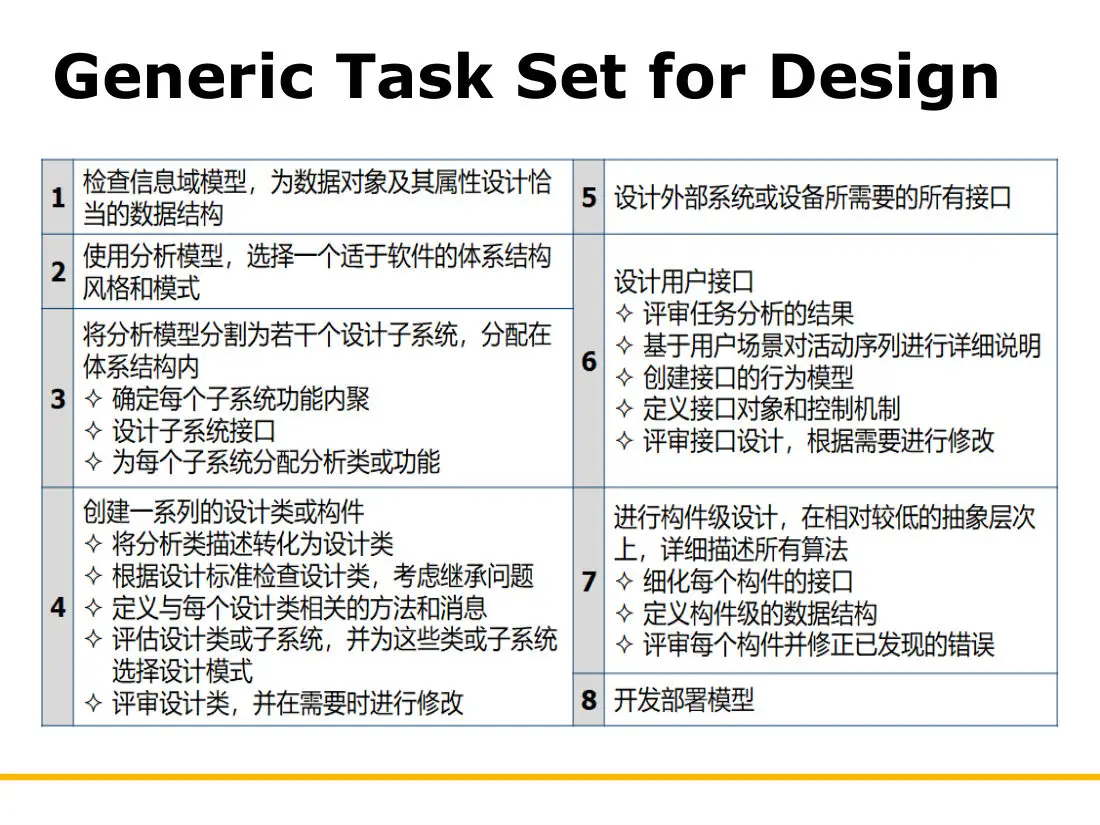 Generic Task Set for Design
1
检查信息域模型，为数据对象及其属性设计恰
当的数据结构
2
使用分析模型，选择一个适于软件的体系结构
风格和模式
3
将分析模型分割为若干个设计子系统，分配在
体系结构内
✧ 确定每个子系统功能内聚
✧ 设计子系统接口
✧ 为每个子系统分配分析类或功能
4
创建一系列的设计类或构件
✧ 将分析类描述转化为设计类
✧ 根据设计标准检查设计类，考虑继承问题
✧ 定义与每个设计类相关的方法和消息
✧ 评估设计类或子系统，并为这些类或子系统
选择设计模式
✧ 评审设计类，并在需要时进行修改
5
设计外部系统或设备所需要的所有接口
6
设计用户接口
✧ 评审任务分析的结果
✧ 基于用户场景对活动序列进行详细说明
✧ 创建接口的行为模型
✧ 定义接口对象和控制机制
✧ 评审接口设计，根据需要进行修改
7
进行构件级设计，在相对较低的抽象层次
上，详细描述所有算法
✧ 细化每个构件的接口
✧ 定义构件级的数据结构
✧ 评审每个构件并修正已发现的错误
8
开发部署模型